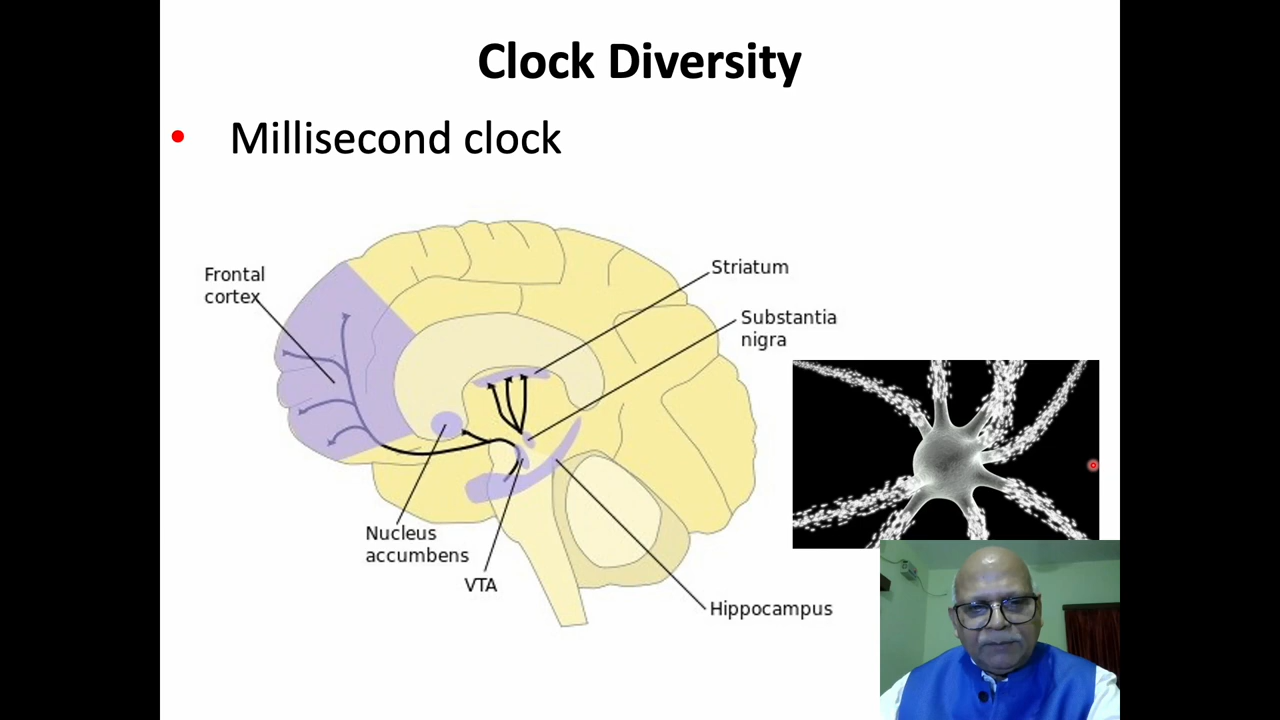 Clock Diversity
• Millisecond clock
Frontal
cortex
Striatum
Substantia
nigra
Nucleus
accumbens
VTA
Hippocampus